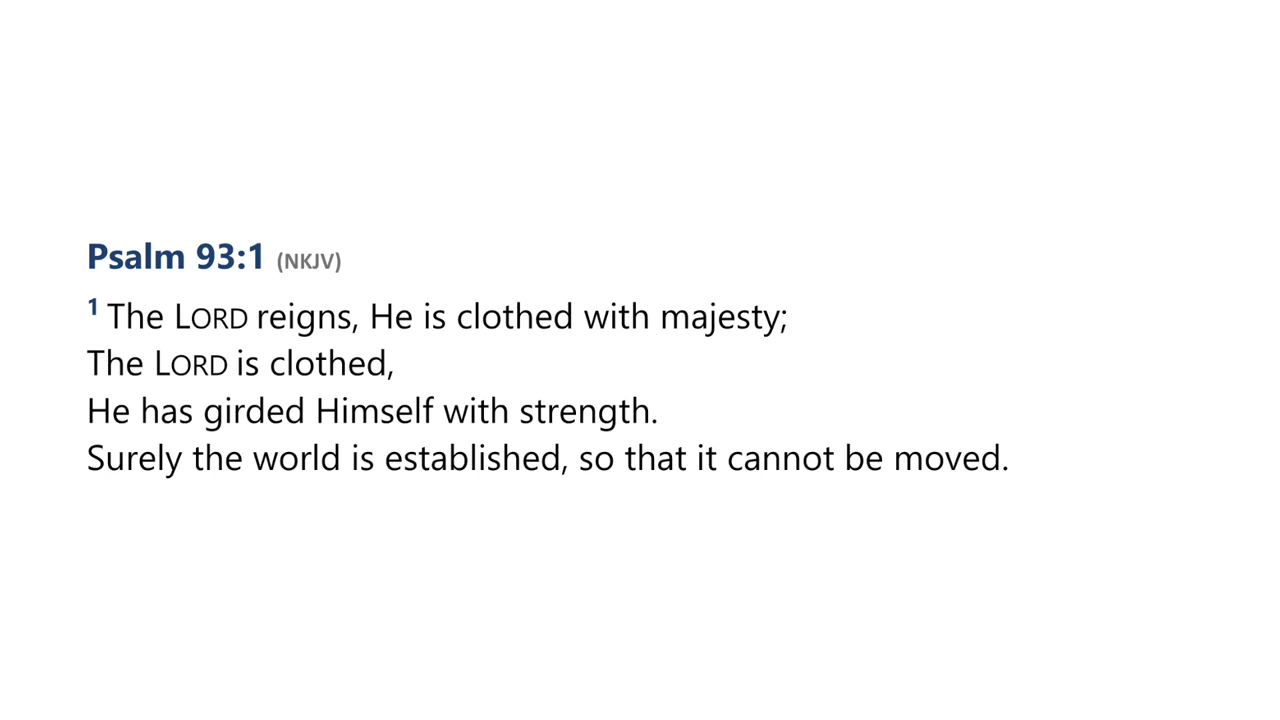 Psalm 93:1 (NKJV)
1 The LORD reigns, He is clothed with majesty;
The LORD is clothed,
He has girded Himself with strength.
Surely the world is established, so that it cannot be moved.